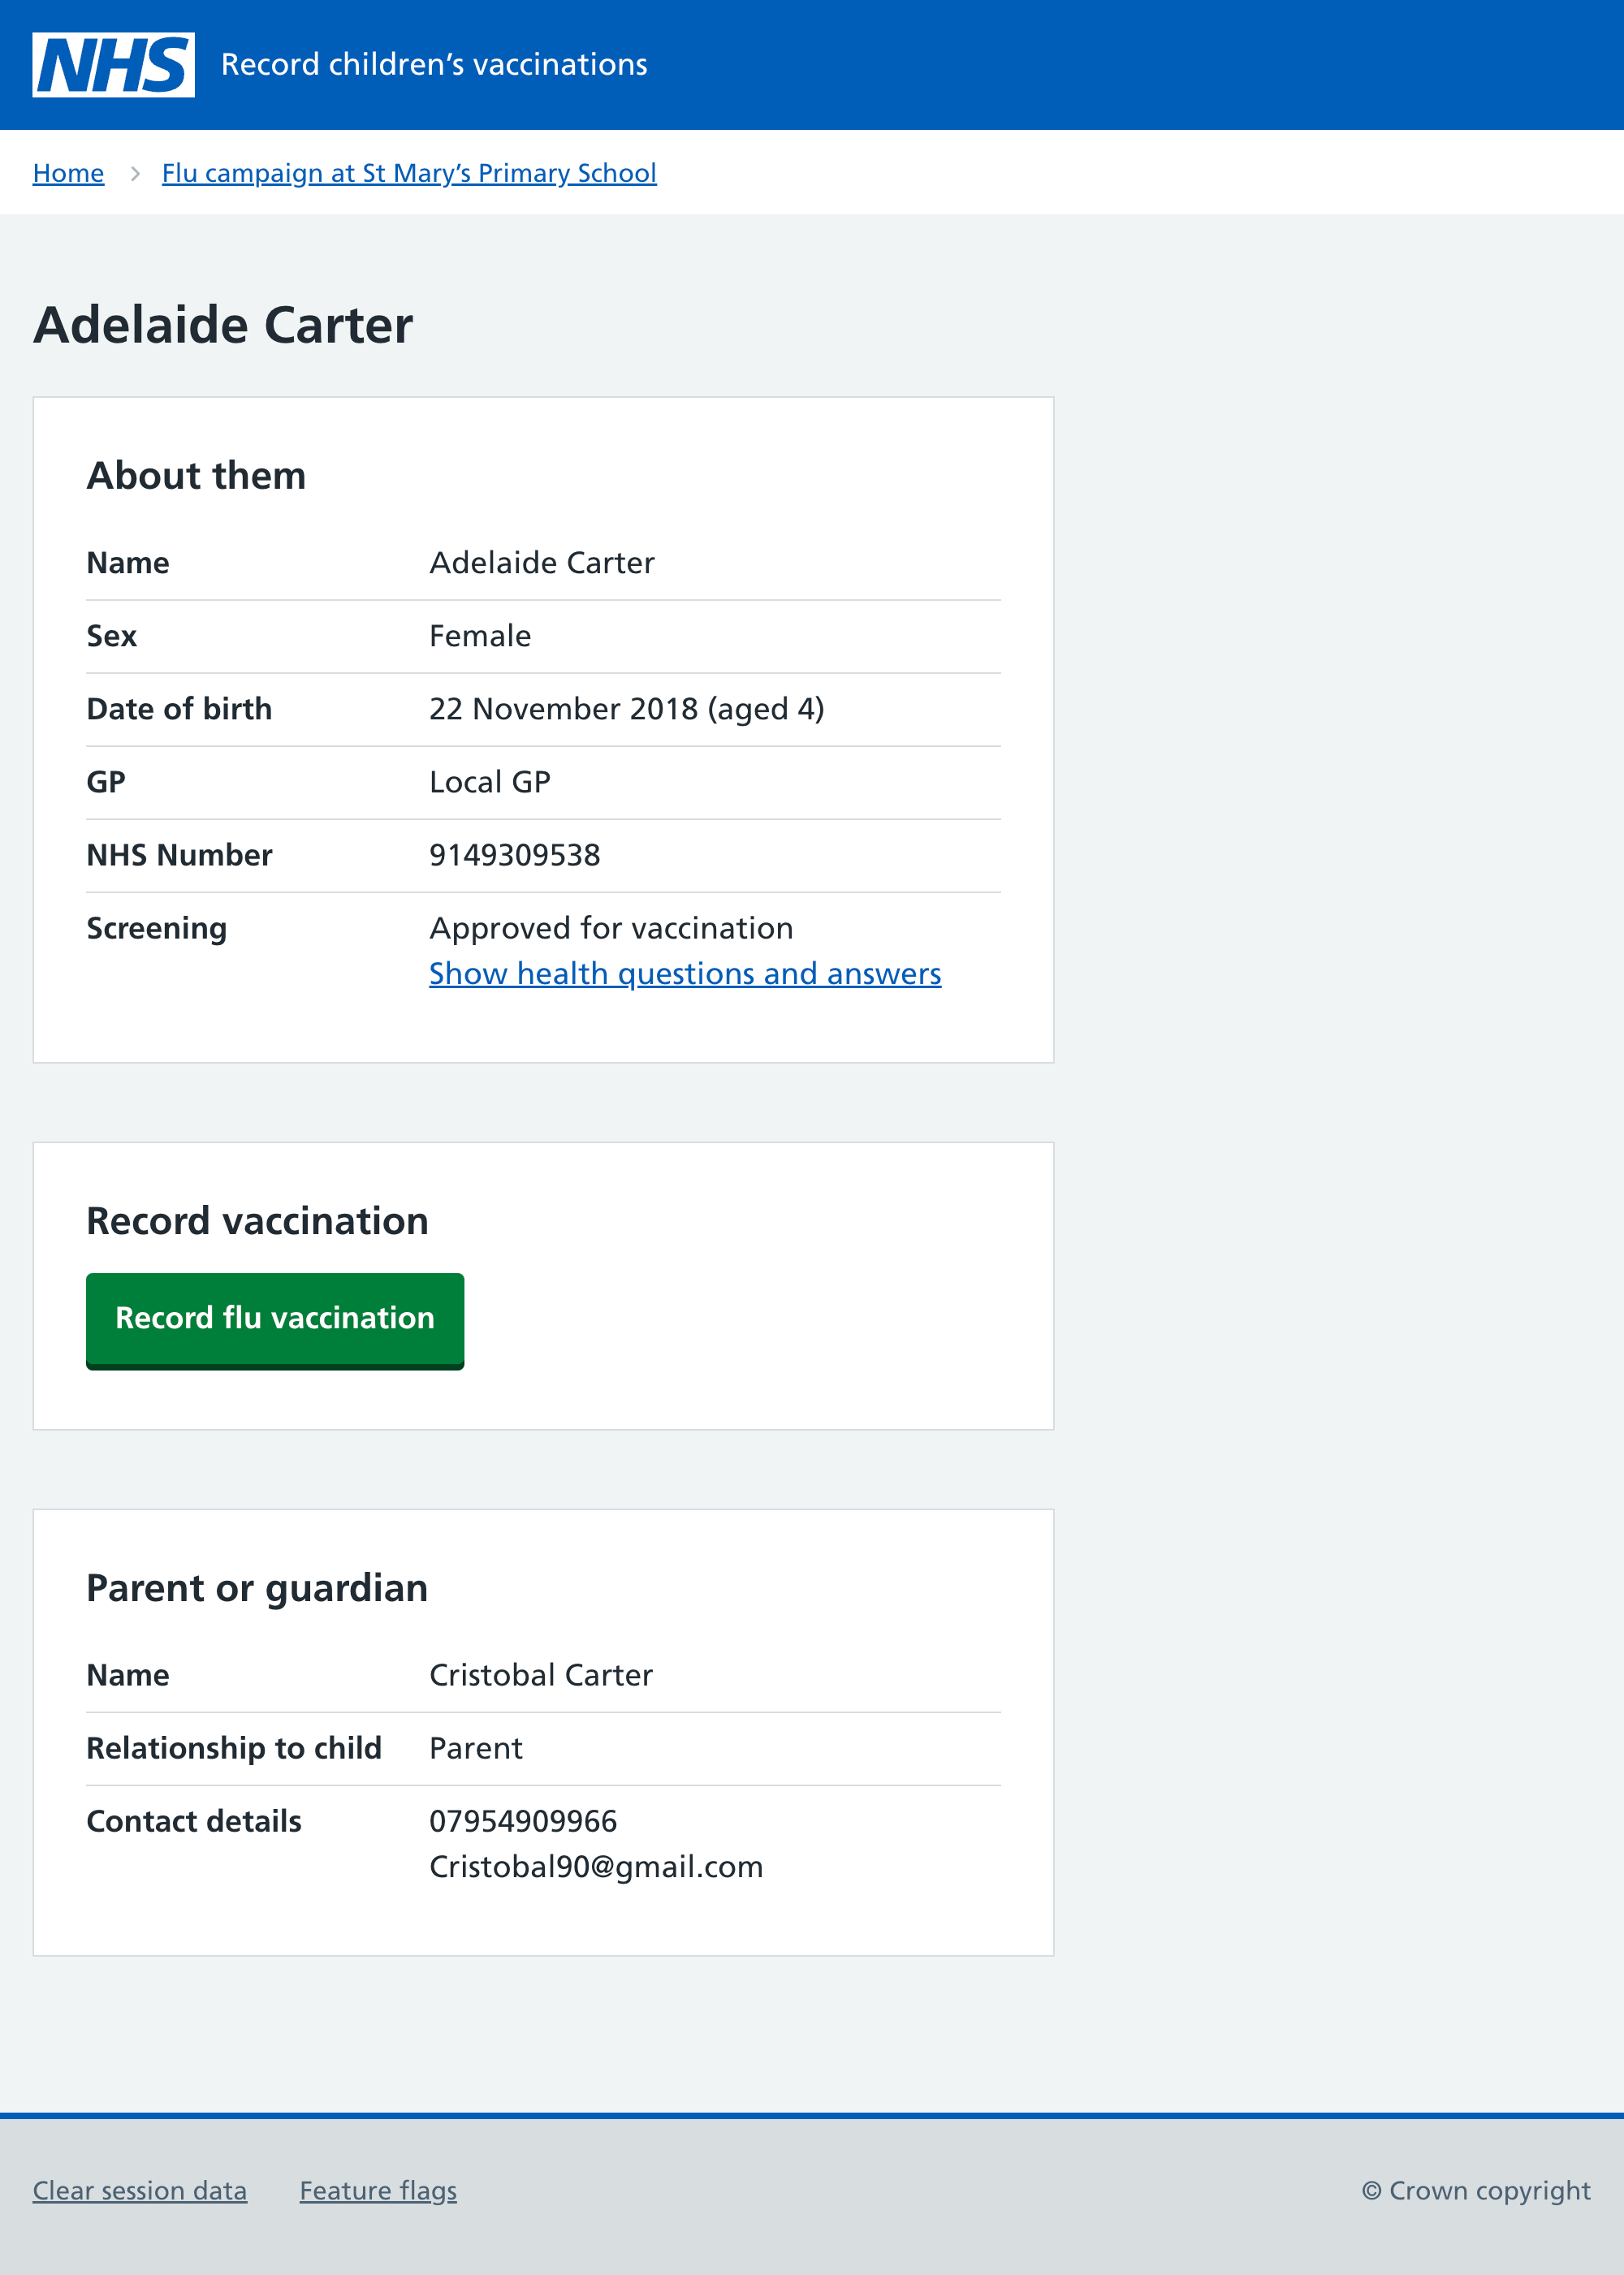 NHS Record children’s vaccinations
Home Flu campaign at St Mary’s Primary School
Adelaide Carter
About them
Name Adelaide Carter
Sex Female
Date of birth 22 November 2018 (aged 4)
GP Local GP
NHS Number 9149309538
Screening Approved for vaccination
Show health questions and answers
Record vaccination
Record flu vaccination
Parent or guardian
Name Cristobal Carter
Relationship to child Parent
Contact details 07954909966
Cristobal90@gmail.com
Clear session data Feature flags © Crown copyright